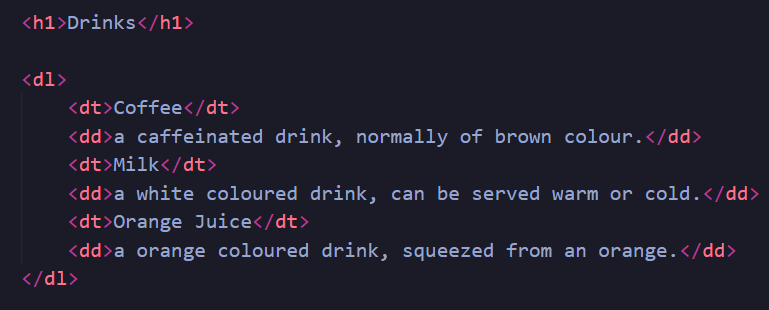 <h1>Drinks</h1>
<dl>
<dt>Coffee</dt>
<dd>a caffeinated drink, normally of brown colour.</dd>
<dt>Milk</dt>
<dd>a white coloured drink, can be served warm or cold.</dd>
<dt>Orange Juice</dt>
<dd>a orange coloured drink, squeezed from an orange.</dd>
</dl>